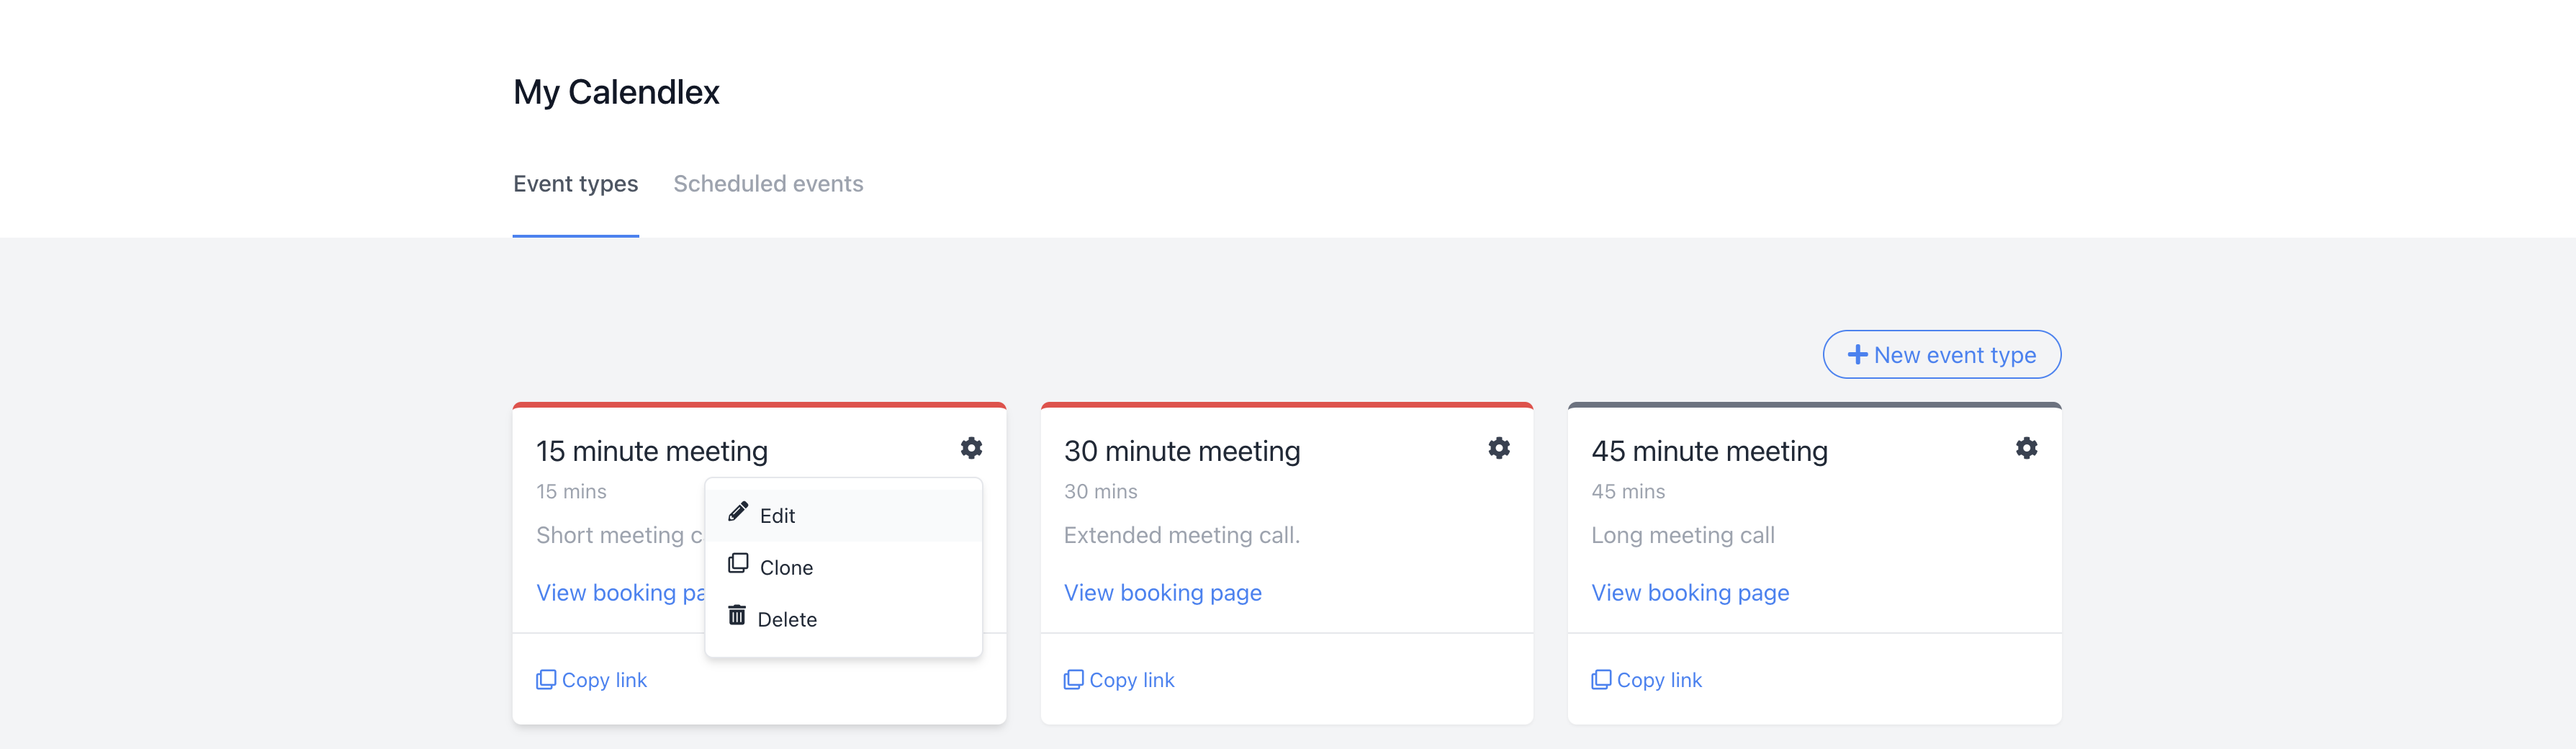 My Calendlex
Event types
Scheduled events
New event type
15 minute meeting
15 mins
Short meeting
View booking
Edit
Clone
Delete
Copy link
30 minute meeting
30 mins
Extended meeting call.
View booking page
Copy link
45 minute meeting
45 mins
Long meeting call
View booking page
Copy link